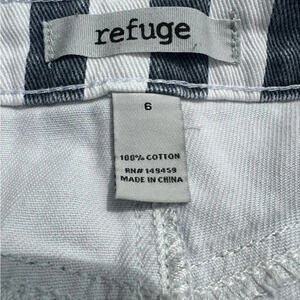 refuge
6
100% COTTON
RN# 149459
MADE IN CHINA